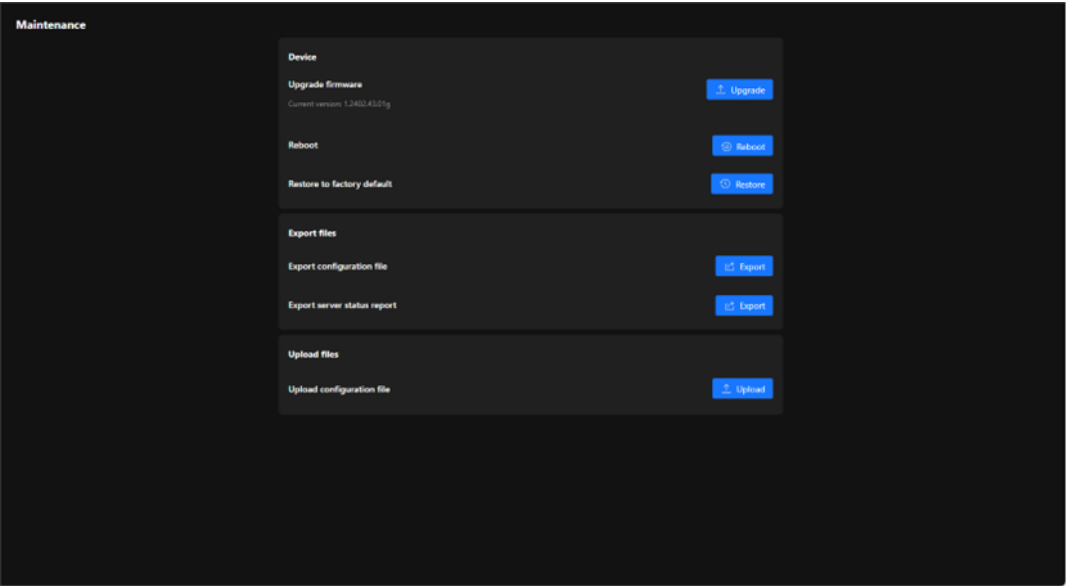 Maintenance
Device
Upgrade firmware
Upgrade
Current version: 1.2402.43.01g
Reboot
Reboot
Restore to factory default
Restore
Export files
Export configuration file
Export
Export server status report
Export
Upload files
Upload configuration file
Upload